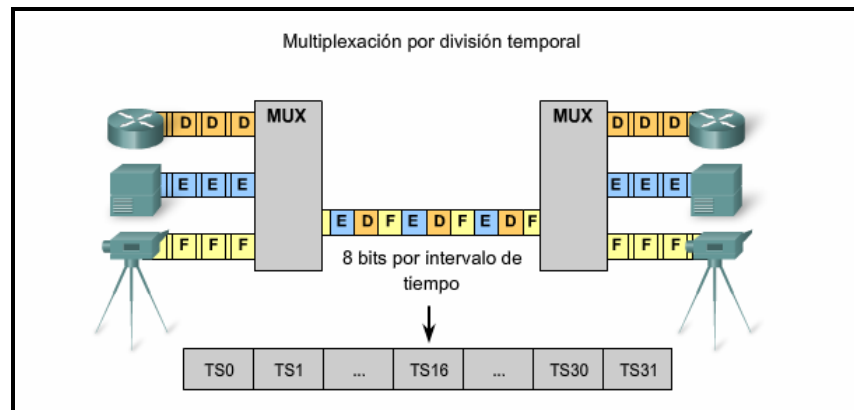 Multiplexación por división temporal
MUX
MUX
D D D
D D D
E E E
E E E
E D F E D F E D F
F F F
F F F
8 bits por intervalo de
tiempo
TS0 TS1 ... TS16 ... TS30 TS31